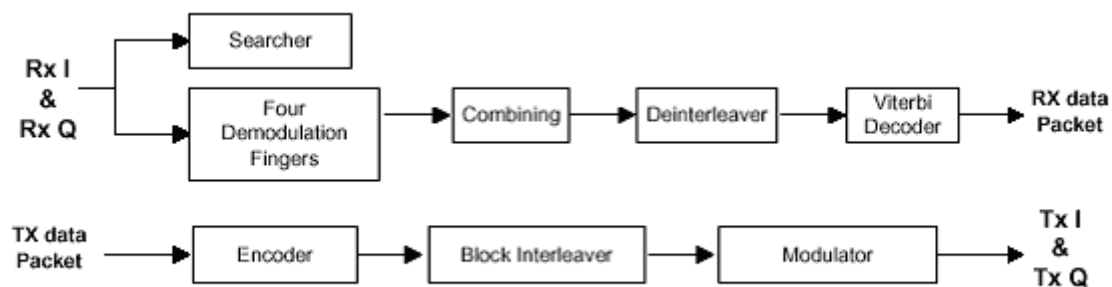 Searcher
Rx I
&
Rx Q
Four
Demodulation
Fingers
Combining
Deinterleaver
Viterbi
Decoder
RX data
Packet
TX data
Packet
Encoder
Block Interleaver
Modulator
Tx I
&
Tx Q